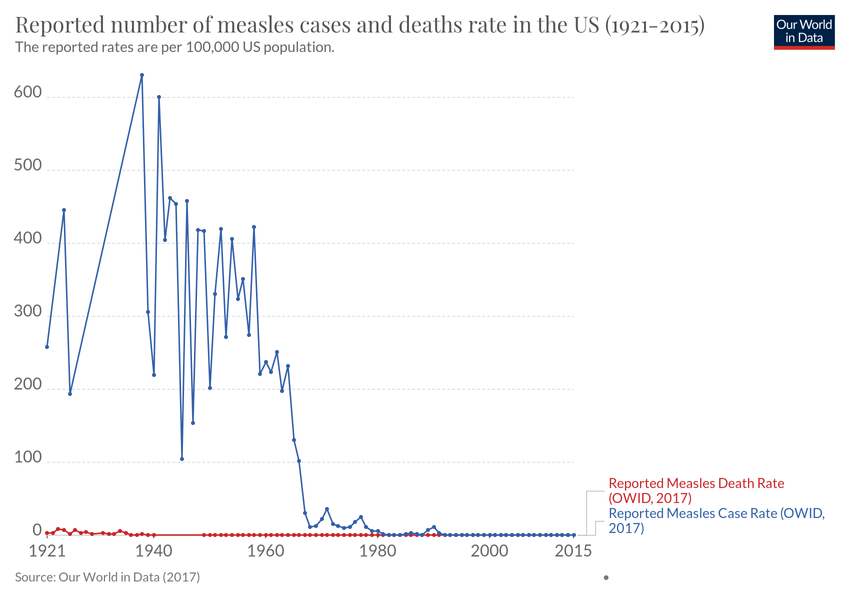 Reported number of measles cases and deaths rate in the US (1921-2015)
The reported rates are per 100,000 US population.
Our World
in Data
600
500
400
300
200
100
0
1921
1940
1960
1980
2000
2015
Reported Measles Death Rate
(OWID, 2017)
Reported Measles Case Rate (OWID,
2017)
Source: Our World in Data (2017)